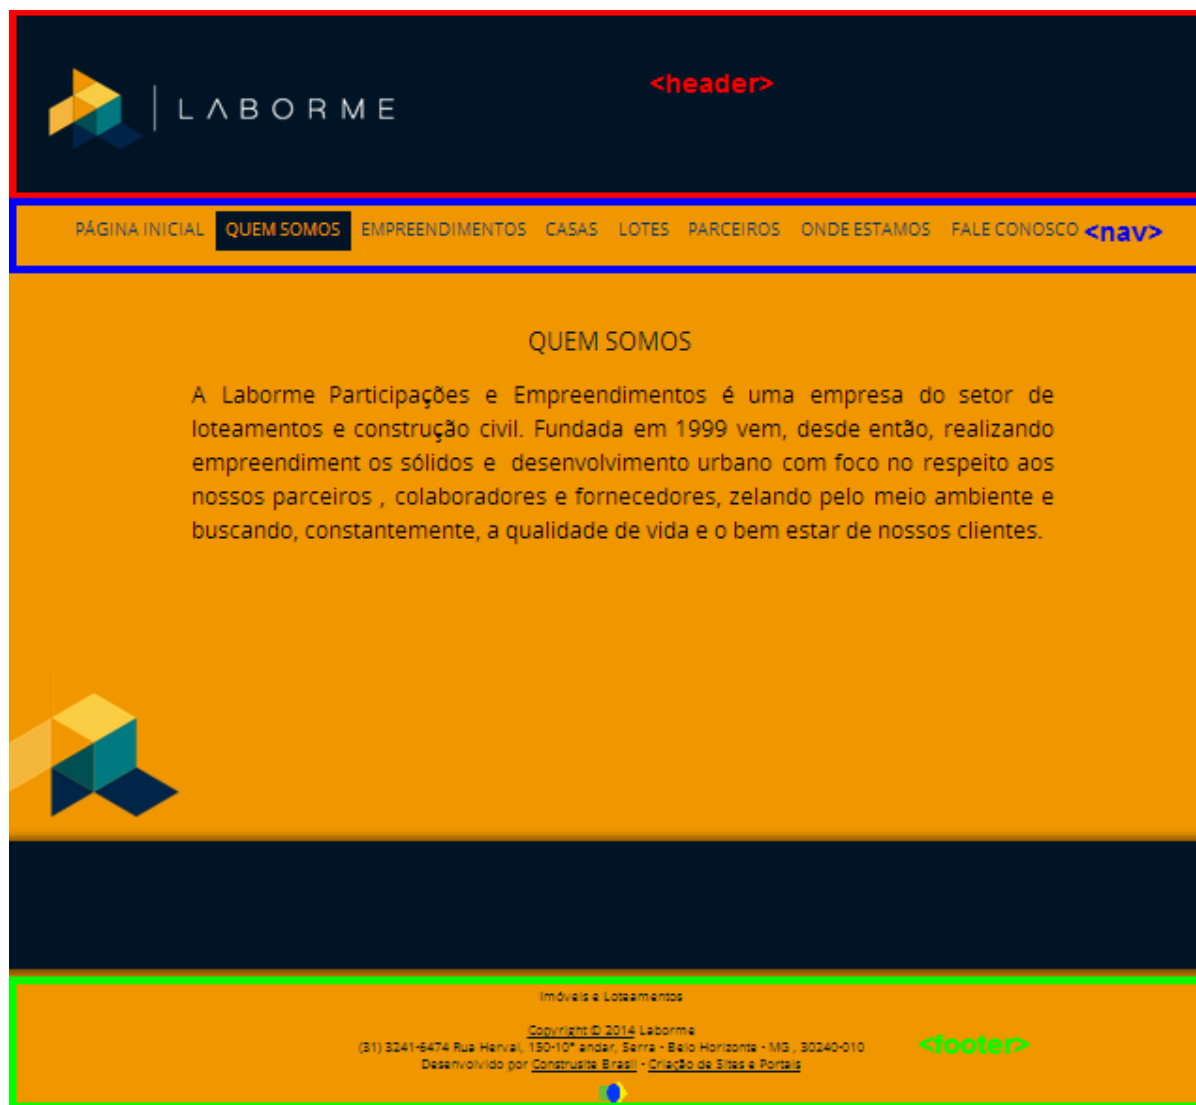 LABORME
<header>
PÁGINA INICIAL QUEM SOMOS EMPREENDIMENTOS CASAS LOTES PARCEIROS ONDE ESTAMOS FALE CONOSCO <nav>
QUEM SOMOS
A Laborme Participações e Empreendimentos é uma empresa do setor de
loteamentos e construção civil. Fundada em 1999 vem, desde então, realizando
empreendiment os sólidos e desenvolvimento urbano com foco no respeito aos
nossos parceiros , colaboradores e fornecedores, zelando pelo meio ambiente e
buscando, constantemente, a qualidade de vida e o bem estar de nossos clientes.
Imóveis e Loteamentos
Copyright © 2014 Laborme
(31) 3241-6474 Rua Herval, 150-10° andar, Serra - Belo Horizonte - MG , 30240-010
<footer>
Desenvolvido por Construsite Brasil - Criação de Sites e Portais